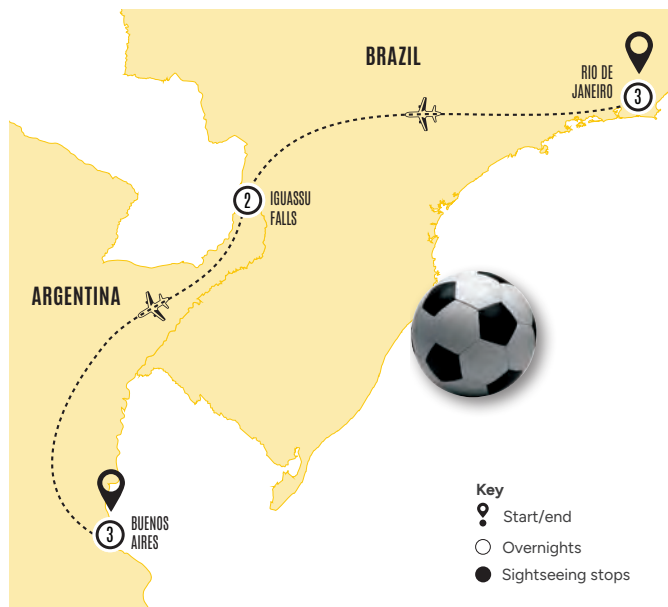 BRAZIL
RIO DE
JANEIRO
3
2
IGUASSU
FALLS
ARGENTINA
3
BUENOS
AIRES
Key
Start/end
Overnights
Sightseeing stops